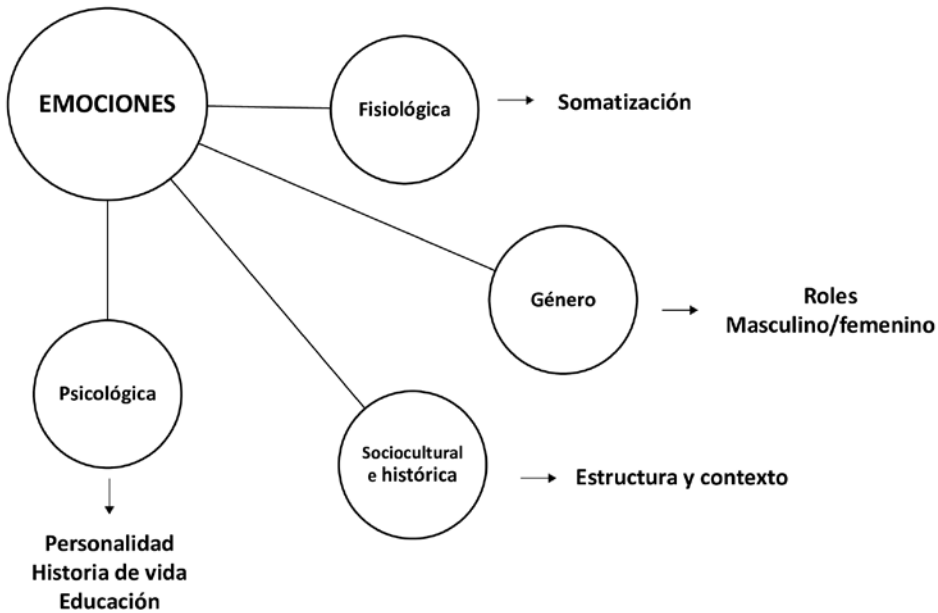 EMOCIONES
Fisiológica
Somatización
Género
Roles
Masculino/femenino
Psicológica
Sociocultural
e histórica
Estructura y contexto
Personalidad
Historia de vida
Educación